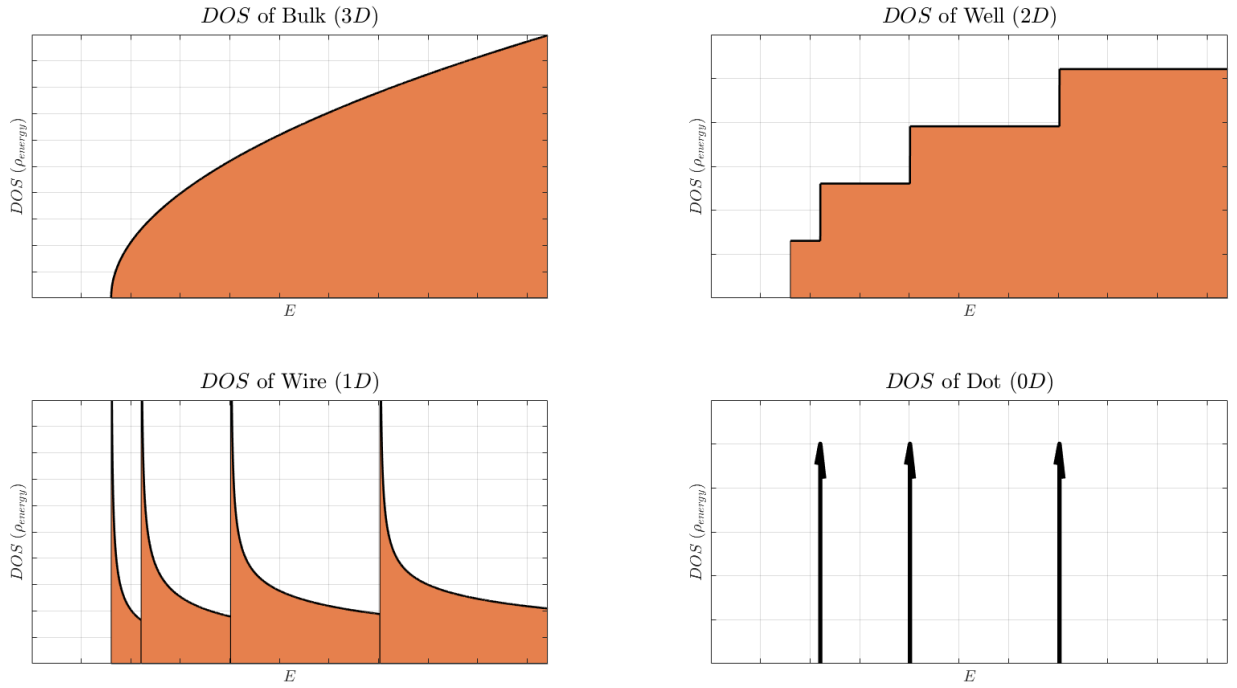 DOS of Bulk (3D)
DOS (ρenergy)
E
DOS of Well (2D)
DOS (ρenergy)
E
DOS of Wire (1D)
DOS (ρenergy)
E
DOS of Dot (0D)
DOS (ρenergy)
E